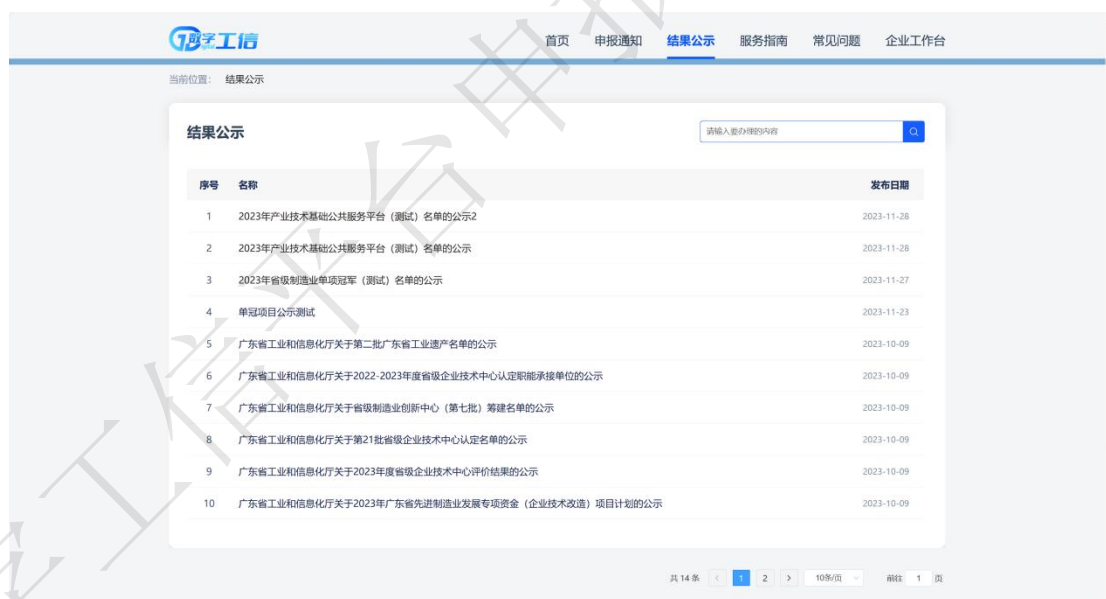 数字工信
首页 申报通知 结果公示 服务指南 常见问题 企业工作台
当前位置： 结果公示
结果公示
请输入要办理的内容
序号 名称 发布日期
1 2023年产业技术基础公共服务平台（测试）名单的公示2 2023-11-28
2 2023年产业技术基础公共服务平台（测试）名单的公示 2023-11-28
3 2023年省级制造业单项冠军（测试）名单的公示 2023-11-27
4 单冠项目公示测试 2023-11-23
5 广东省工业和信息化厅关于第二批广东省工业遗产名单的公示 2023-10-09
6 广东省工业和信息化厅关于2022-2023年度省级企业技术中心认定职能承接单位的公示 2023-10-09
7 广东省工业和信息化厅关于省级制造业创新中心（第七批）筹建名单的公示 2023-10-09
8 广东省工业和信息化厅关于第21批省级企业技术中心认定名单的公示 2023-10-09
9 广东省工业和信息化厅关于2023年度省级企业技术中心评价结果的公示 2023-10-09
10 广东省工业和信息化厅关于2023年广东省先进制造业发展专项资金（企业技术改造）项目计划的公示 2023-10-09
共 14 条 < 1 2 > 10条/页 前往 1 页
工信平台申报